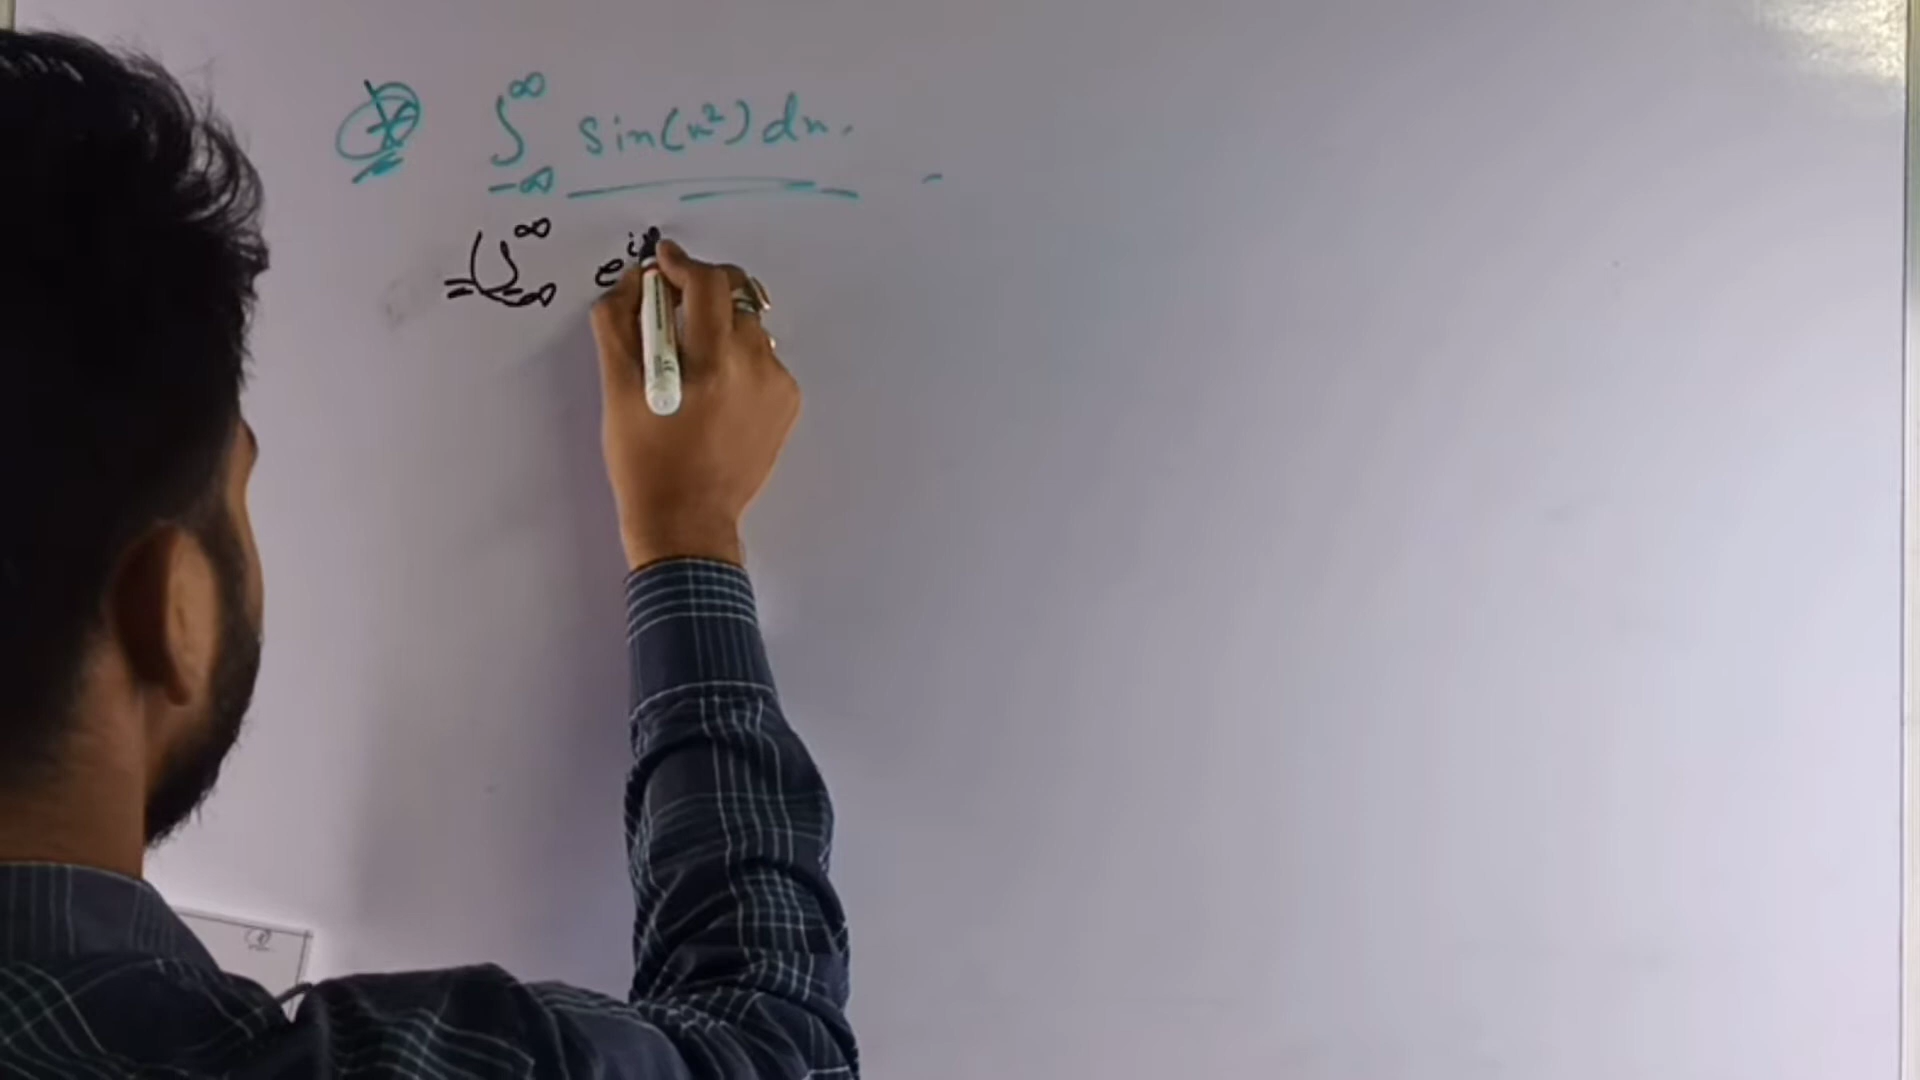 ∫_{-∞}^{∞} sin(x²) dx.
= (∫_{-∞}^{∞} e^{i